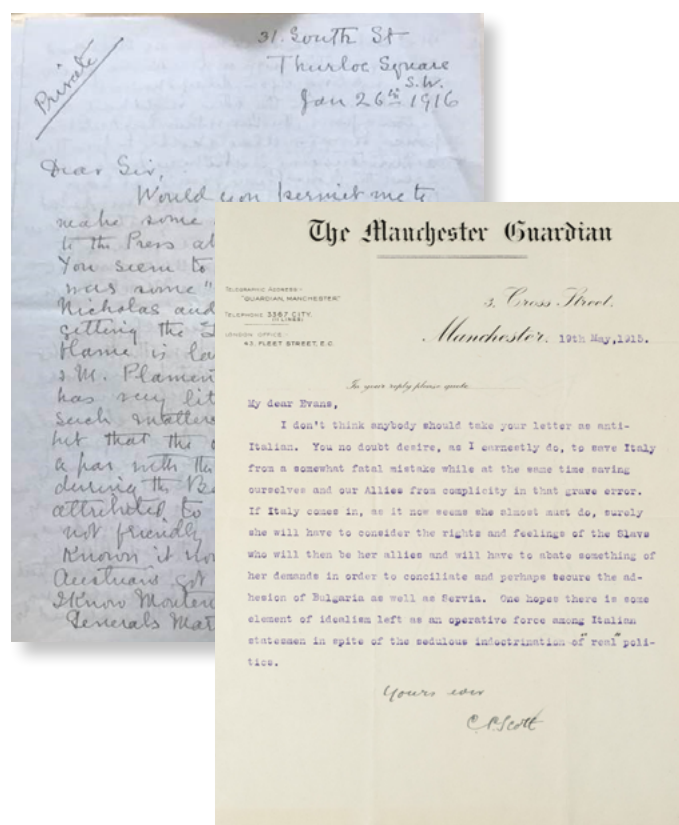 Private
31. South St
Thurloe Square
S.W.
Jan 26th 1916
Dear Sir,
Would you permit me to
make some
to the Press
You seem to
was some "
Nicholas and
getting the
blame is
& M.
has very
such matters
but that the
a par with the
during the
attributed to
not friendly
Known it
Austrians got
I know
Generals
The Manchester Guardian
TELEGRAPHIC ADDRESS:-
"GUARDIAN, MANCHESTER"
TELEPHONE 3367 CITY.
LONDON OFFICE:-
43, FLEET STREET, E.C.
3, Cross Street,
Manchester, 19th May, 1915.
In your reply please quote
My dear Evans,
I don't think anybody should take your letter as anti-
Italian. You no doubt desire, as I earnestly do, to save Italy
from a somewhat fatal mistake while at the same time saving
ourselves and our Allies from complicity in that grave error.
If Italy comes in, as it now seems she almost must do, surely
she will have to consider the rights and feelings of the Slavs
who will then be her allies and will have to abate something of
her demands in order to conciliate and perhaps secure the ad-
hesion of Bulgaria as well as Servia. One hopes there is some
element of idealism left as an operative force among Italian
statesmen in spite of the sedulous indoctrination of "real" poli-
tics.
Yours ever
C.P. Scott